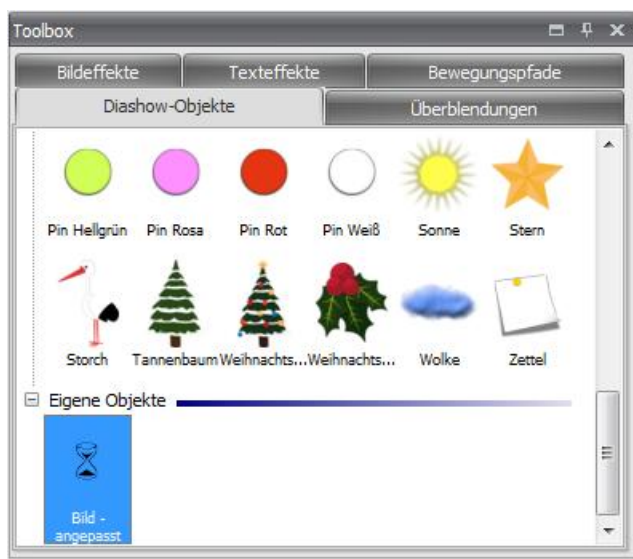 Toolbox
Bildeffekte Texteffekte Bewegungspfade
Diashow-Objekte Überblendungen
Pin Hellgrün Pin Rosa Pin Rot Pin Weiß Sonne Stern
Storch Tannenbaum Weihnachts... Weihnachts... Wolke Zettel
Eigene Objekte
Bild -
angepasst